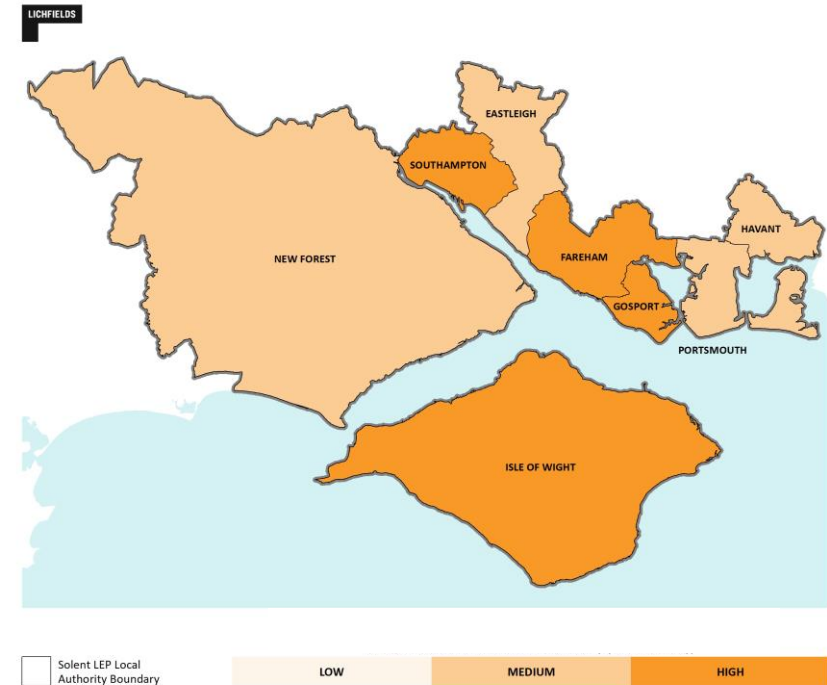 LICHFIELDS
EASTLEIGH
SOUTHAMPTON
HAVANT
NEW FOREST
FAREHAM
GOSPORT
PORTSMOUTH
ISLE OF WIGHT
Solent LEP Local
Authority Boundary
LOW
MEDIUM
HIGH